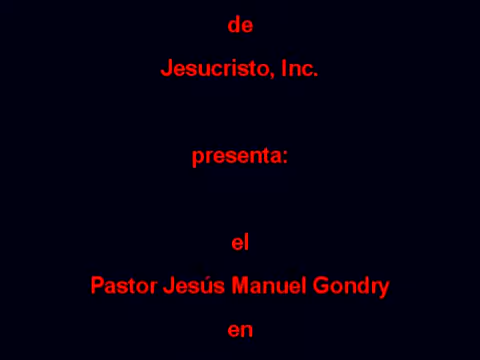 de
Jesucristo, Inc.
presenta:
el
Pastor Jesús Manuel Gondry
en